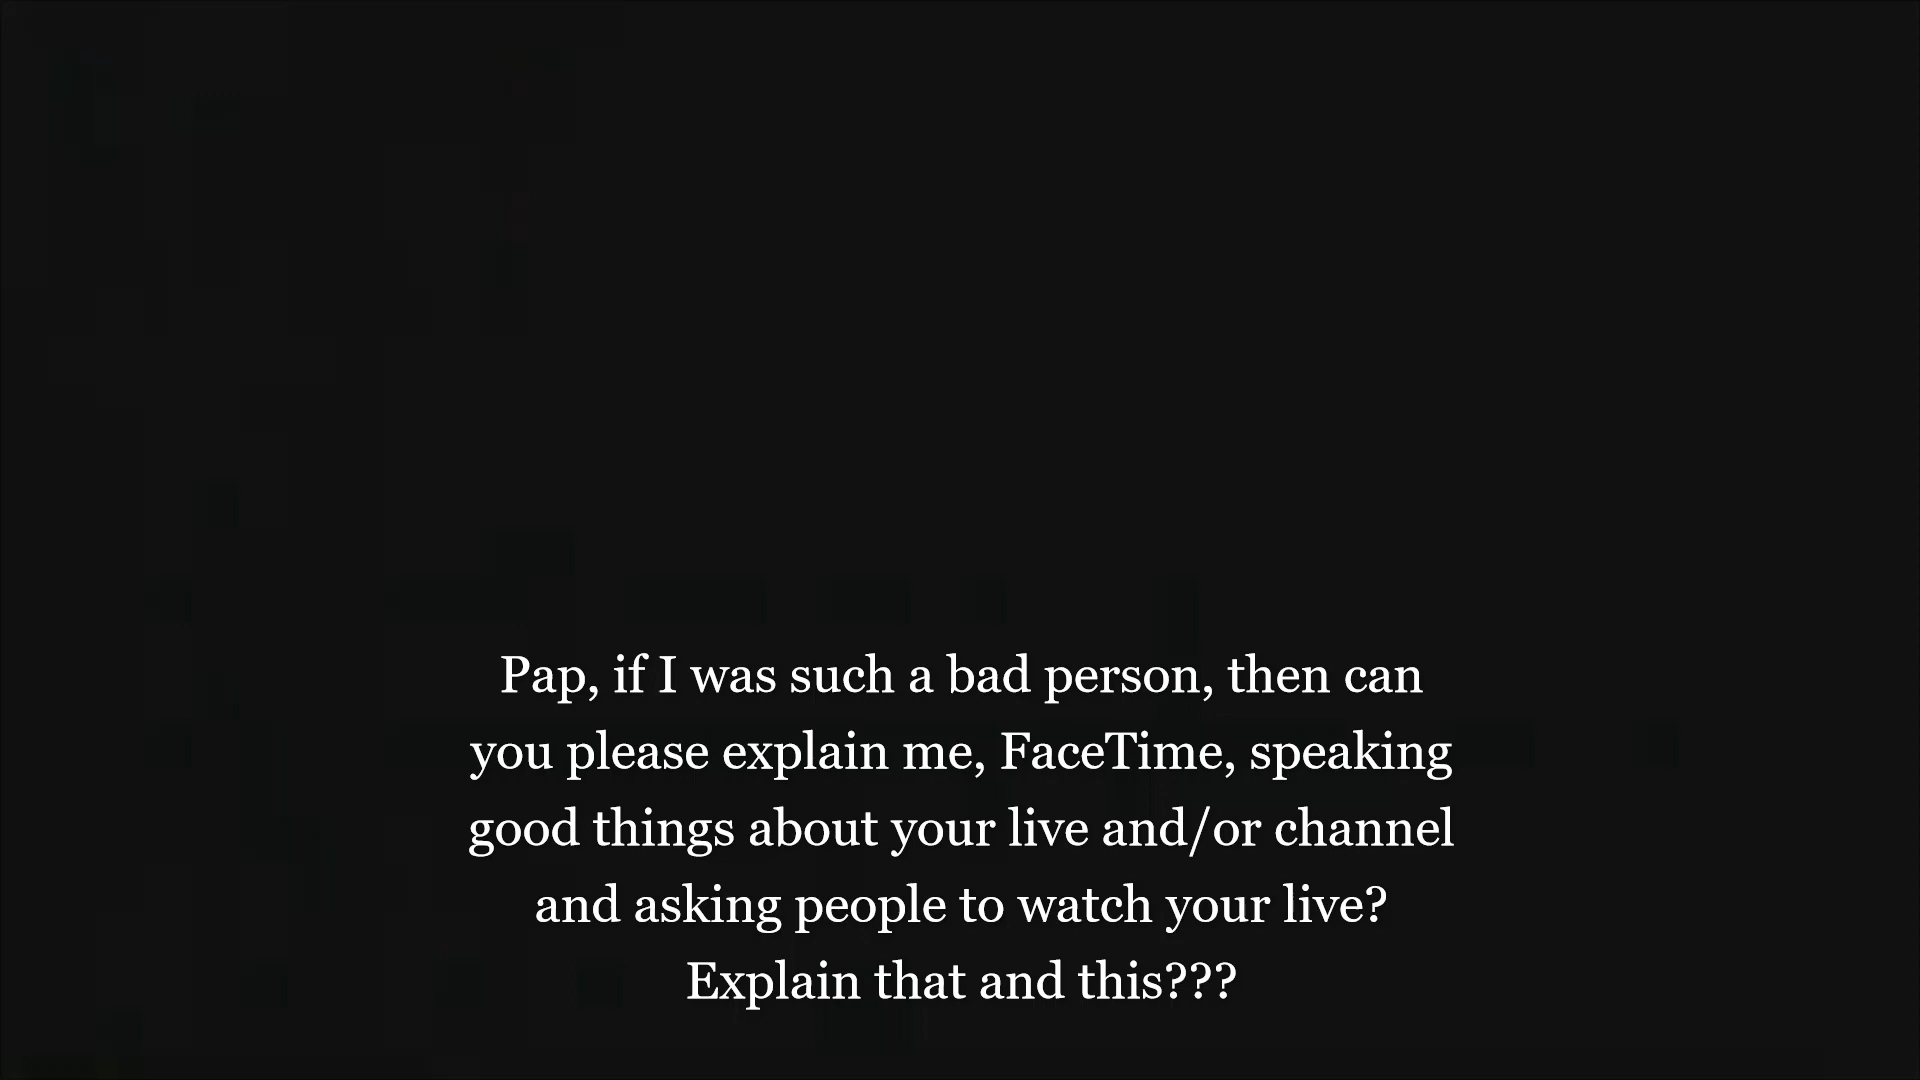 Pap, if I was such a bad person, then can
you please explain me, FaceTime, speaking
good things about your live and/or channel
and asking people to watch your live?
Explain that and this???